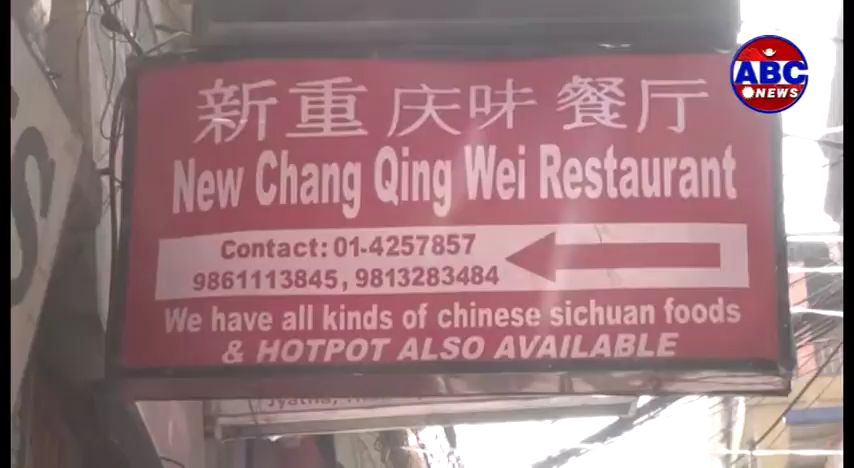 ABC
NEWS
新重庆味餐厅
New Chang Qing Wei Restaurant
Contact: 01-4257857
9861113845, 9813283484
We have all kinds of chinese sichuan foods
& HOTPOT ALSO AVAILABLE
Jyatha,